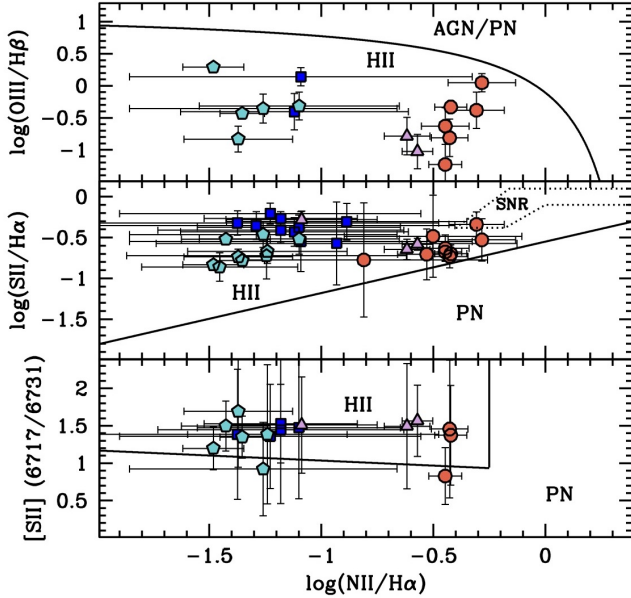 1
0.5
0
−0.5
−1
log(OIII/Hβ)
AGN/PN
HII
0
−0.5
−1
−1.5
log(SII/Hα)
SNR
HII
PN
2
1.5
1
0.5
[SII] (6717/6731)
HII
PN
−1.5 −1 −0.5 0
log(NII/Hα)